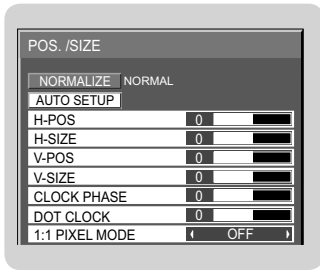 POS. /SIZE
NORMALIZE NORMAL
AUTO SETUP
H-POS 0
H-SIZE 0
V-POS 0
V-SIZE 0
CLOCK PHASE 0
DOT CLOCK 0
1:1 PIXEL MODE OFF